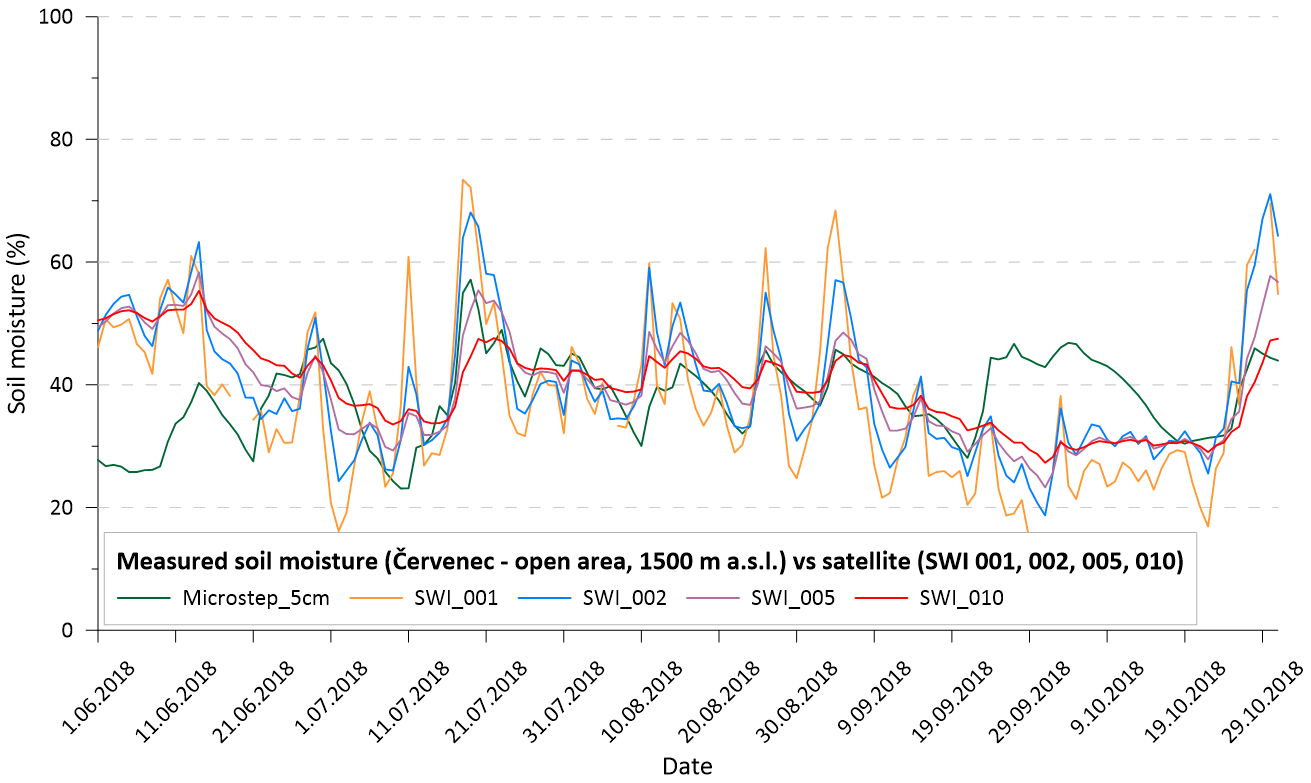 100
80
60
40
20
0
Soil moisture (%)
Measured soil moisture (Červenec - open area, 1500 m a.s.l.) vs satellite (SWI 001, 002, 005, 010)
Microstep_5cm SWI_001 SWI_002 SWI_005 SWI_010
1.06.2018 11.06.2018 21.06.2018 1.07.2018 11.07.2018 21.07.2018 31.07.2018 10.08.2018 20.08.2018 30.08.2018 9.09.2018 19.09.2018 29.09.2018 9.10.2018 19.10.2018 29.10.2018
Date